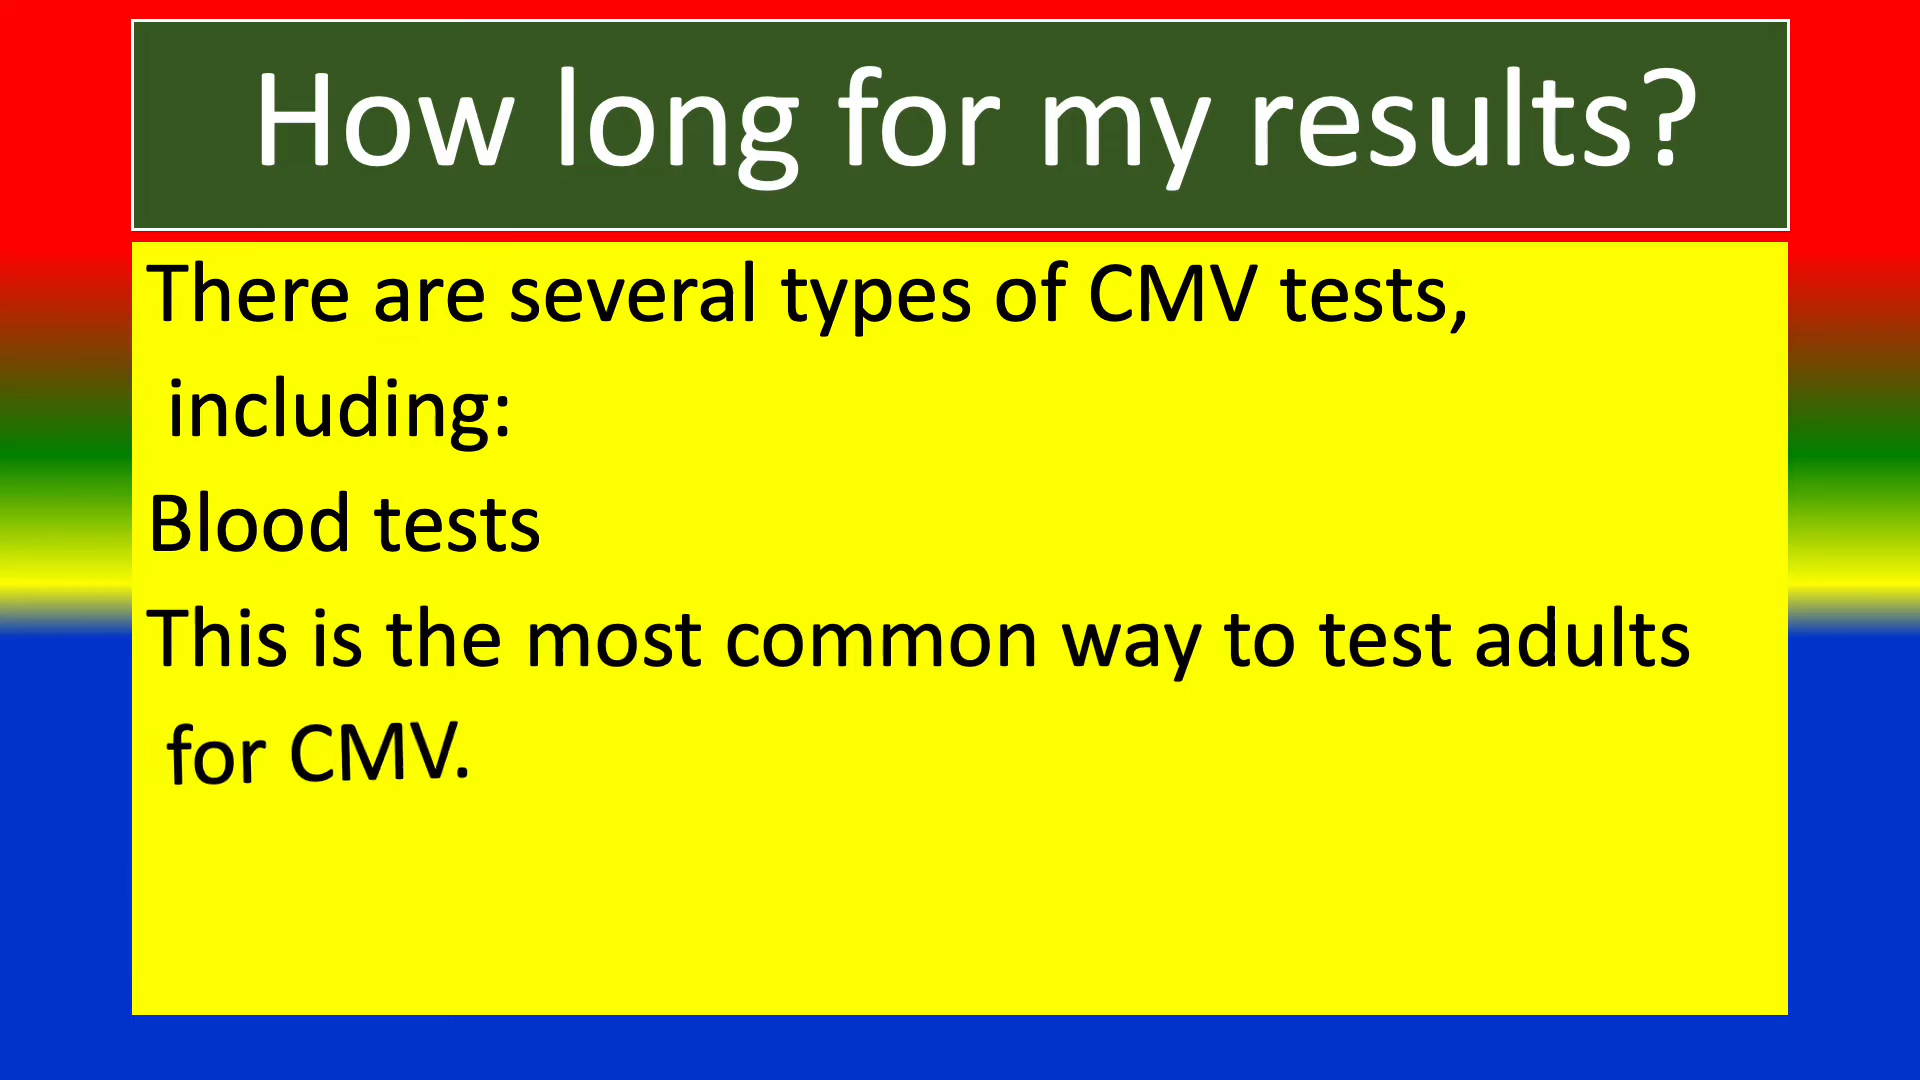 How long for my results?
There are several types of CMV tests,
including:
Blood tests
This is the most common way to test adults
for CMV.